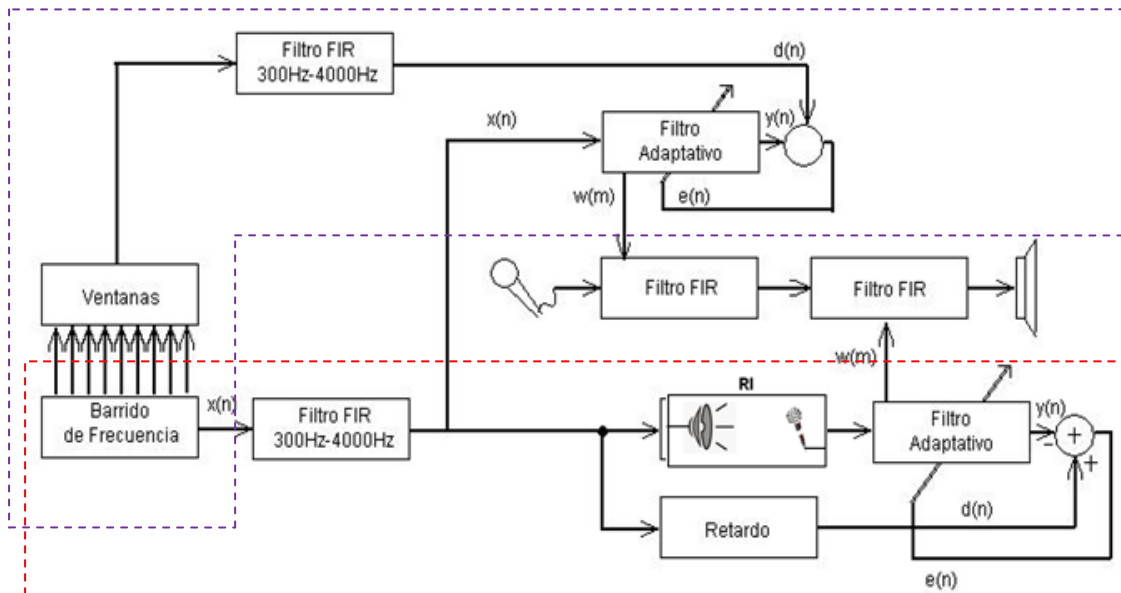 Filtro FIR
300Hz-4000Hz
d(n)
x(n)
Filtro
Adaptativo
y(n)
w(m)
e(n)
Ventanas
Filtro FIR
Filtro FIR
w(m)
Barrido
de Frecuencia
x(n)
Filtro FIR
300Hz-4000Hz
RI
Filtro
Adaptativo
y(n)
-
+
+
Retardo
d(n)
e(n)